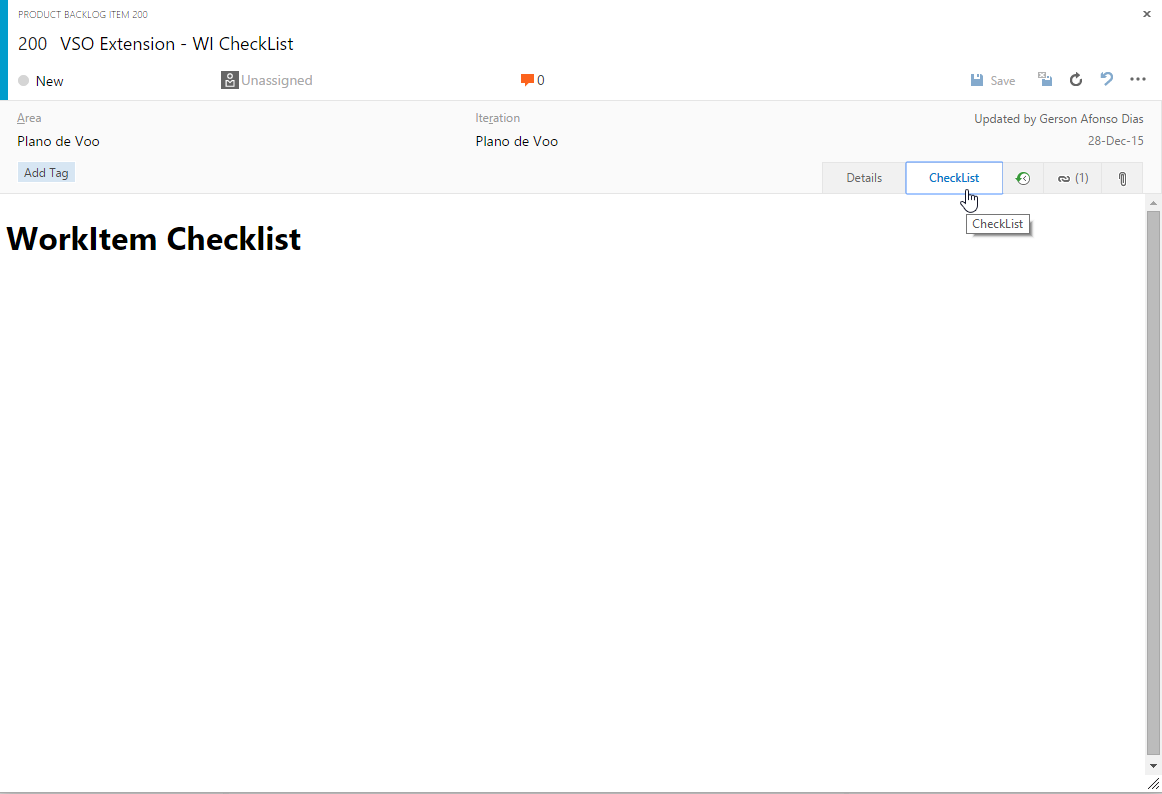 PRODUCT BACKLOG ITEM 200
200 VSO Extension - WI CheckList
New
Unassigned
0
Save
Area
Iteration
Updated by Gerson Afonso Dias
Plano de Voo
Plano de Voo
28-Dec-15
Add Tag
Details
CheckList
(1)
CheckList
WorkItem Checklist